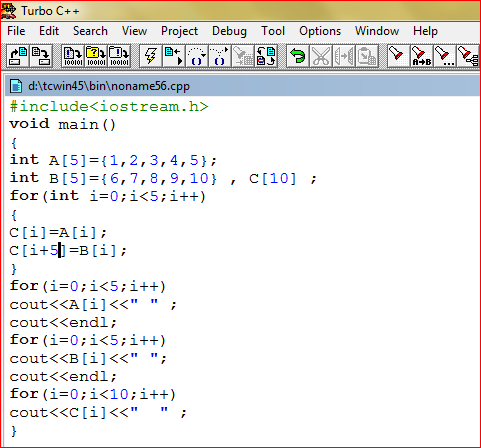 Turbo C++
File Edit Search View Project Debug Tool Options Window Help
d:\tcwin45\bin\noname56.cpp
#include<iostream.h>
void main()
{
int A[5]={1,2,3,4,5};
int B[5]={6,7,8,9,10} , C[10] ;
for(int i=0;i<5;i++)
{
C[i]=A[i];
C[i+5]=B[i];
}
for(i=0;i<5;i++)
cout<<A[i]<<" " ;
cout<<endl;
for(i=0;i<5;i++)
cout<<B[i]<<" ";
cout<<endl;
for(i=0;i<10;i++)
cout<<C[i]<<"  " ;
}